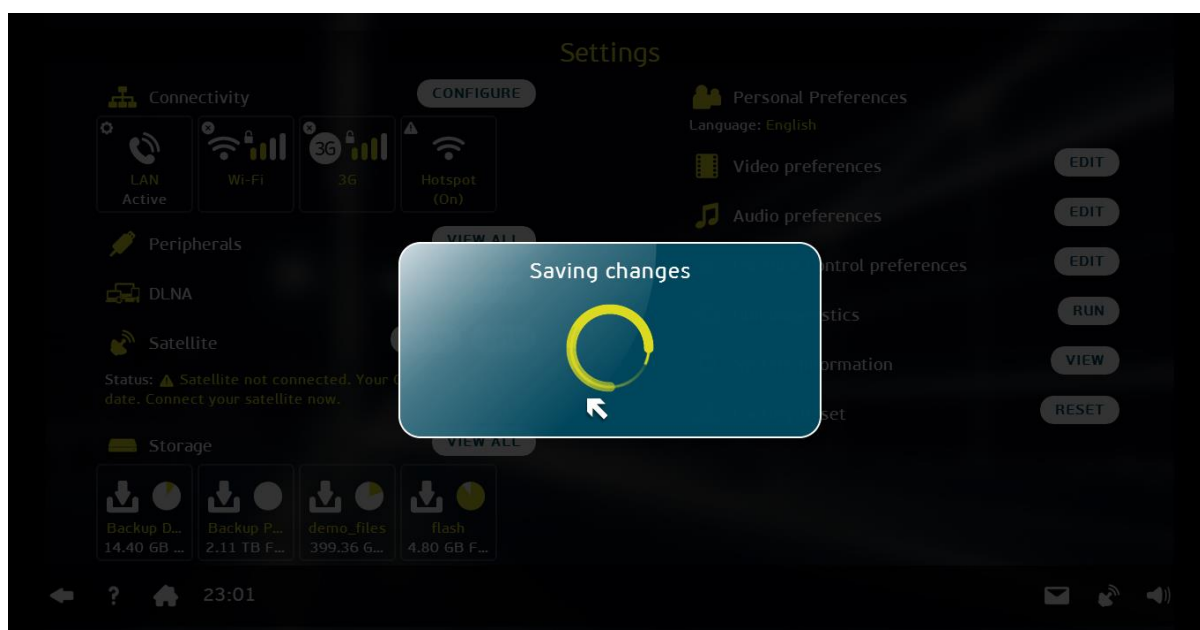 Settings
Connectivity
CONFIGURE
LAN
Active
Wi-Fi
3G
3G
Hotspot
(On)
Peripherals
VIEW ALL
DLNA
Satellite
Status: Satellite not connected. Your
date. Connect your satellite now.
Storage
VIEW ALL
Backup D...
14.40 GB ...
Backup P...
2.11 TB F...
demo_files
399.36 G...
flash
4.80 GB F...
Personal Preferences
Language: English
Video preferences
EDIT
Audio preferences
EDIT
ntrol preferences
EDIT
stics
RUN
ormation
VIEW
set
RESET
Saving changes
?
23:01